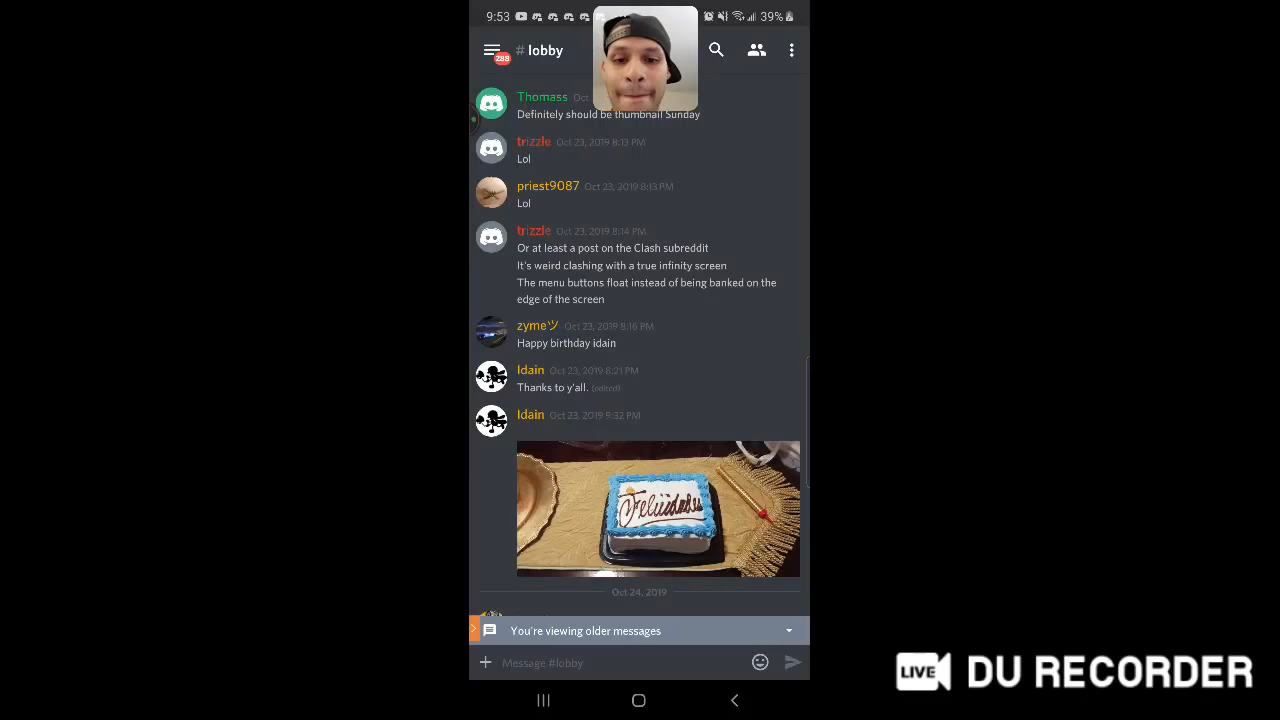 9:53
39%
288
# lobby
Thomass Oct
Definitely should be thumbnail Sunday
trizzle Oct 23, 2019 8:13 PM
Lol
priest9087 Oct 23, 2019 8:13 PM
Lol
trizzle Oct 23, 2019 8:14 PM
Or at least a post on the Clash subreddit
It's weird clashing with a true infinity screen
The menu buttons float instead of being banked on the
edge of the screen
zymeツ Oct 23, 2019 8:16 PM
Happy birthday idain
Idain Oct 23, 2019 8:21 PM
Thanks to y'all. (edited)
Idain Oct 23, 2019 9:32 PM
Felicidades
Oct 24, 2019
You're viewing older messages
Message #lobby
LIVE DU RECORDER